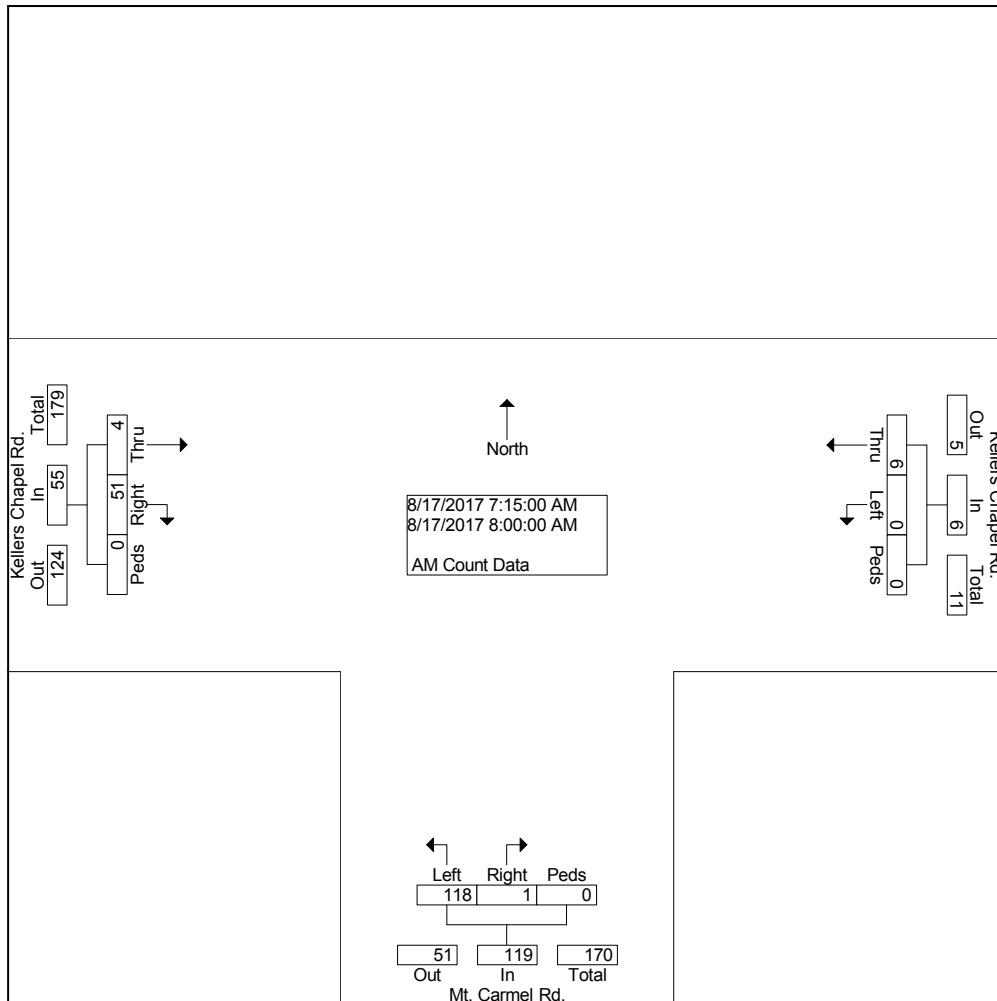 North
8/17/2017 7:15:00 AM
8/17/2017 8:00:00 AM
AM Count Data
Kellers Chapel Rd.
Out In Total
124 55 179
Thru Right Peds
4 51 0
Kellers Chapel Rd.
Out In Total
5 6 11
Thru Left Peds
6 0 0
Left Right Peds
118 1 0
51 119 170
Out In Total
Mt. Carmel Rd.